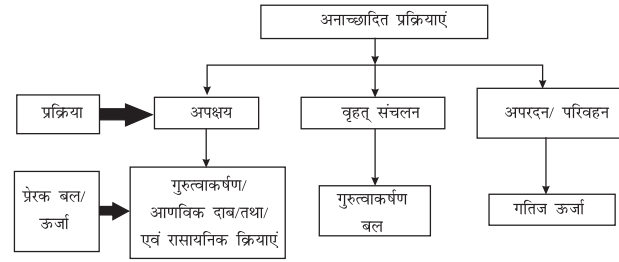 अनाच्छादित प्रक्रियाएं
प्रक्रिया
अपक्षय
वृहत् संचलन
अपरदन/ परिवहन
प्रेरक बल/
ऊर्जा
गुरुत्वाकर्षण/
आणविक दाब/तथा/
एवं रासायनिक क्रियाएं
गुरुत्वाकर्षण
बल
गतिज ऊर्जा